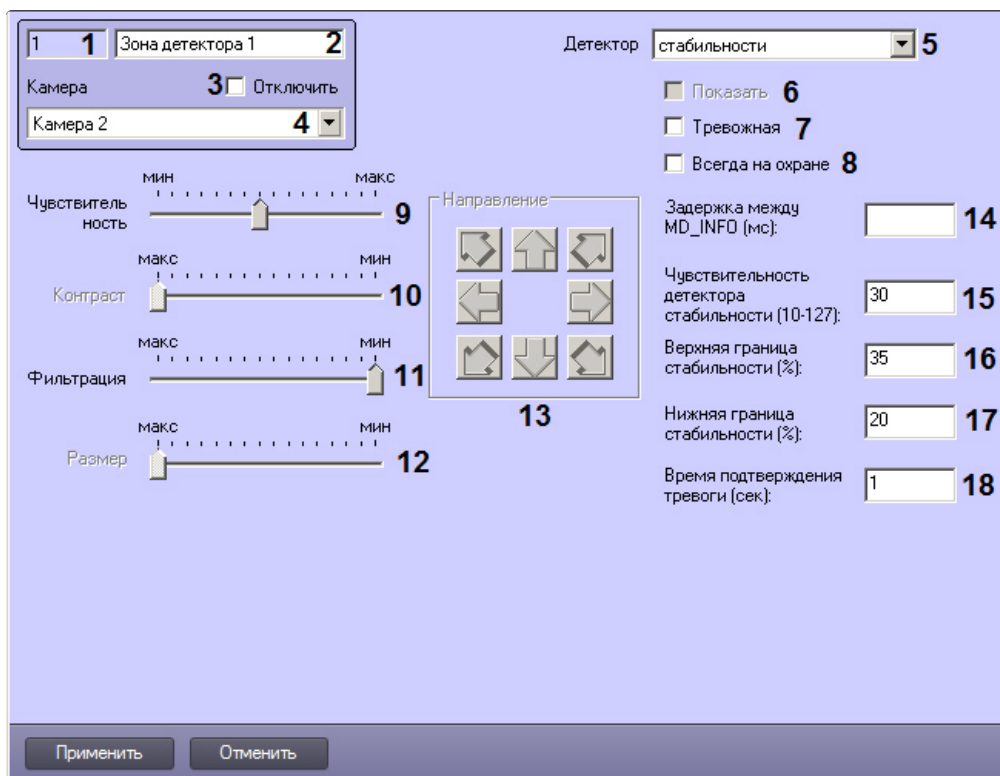 1 1 Зона детектора 1 2
Камера 3 Отключить
Камера 2 4
Детектор стабильности 5
Показать 6
Тревожная 7
Всегда на охране 8
мин макс
Чувствитель
ность 9
макс мин
Контраст 10
макс мин
Фильтрация 11
макс мин
Размер 12
Направление
13
Задержка между
MD_INFO (мс): 14
Чувствительность
детектора
стабильности (10-127): 30 15
Верхняя граница
стабильности (%): 35 16
Нижняя граница
стабильности (%): 20 17
Время подтверждения
тревоги (сек): 1 18
Применить Отменить